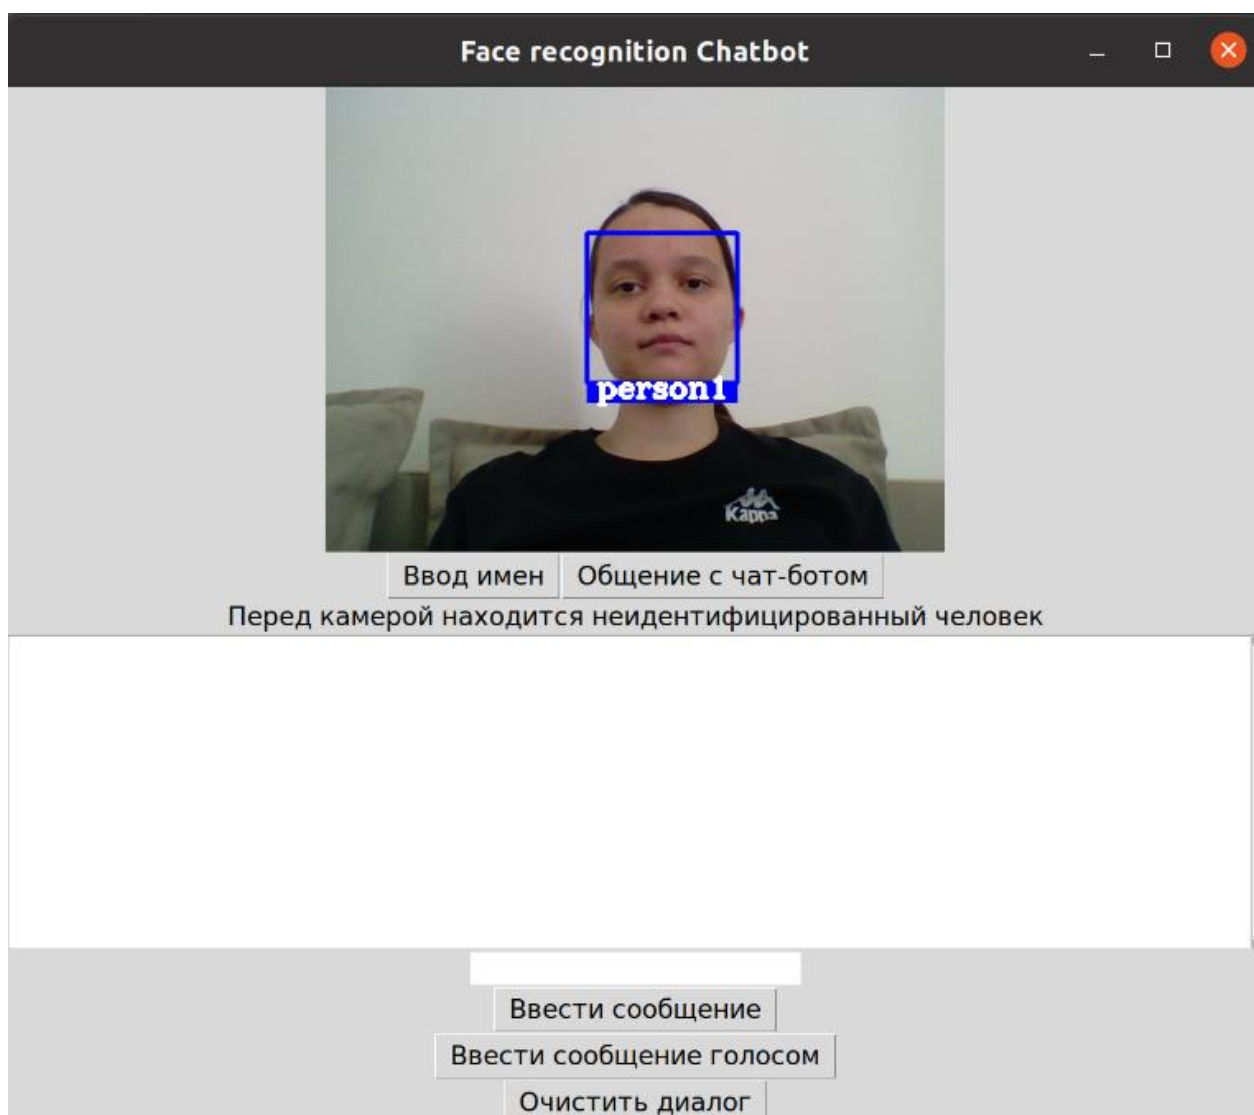 Face recognition Chatbot
person1
Kappa
Ввод имен Общение с чат-ботом
Перед камерой находится неидентифицированный человек
Ввести сообщение
Ввести сообщение голосом
Очистить диалог